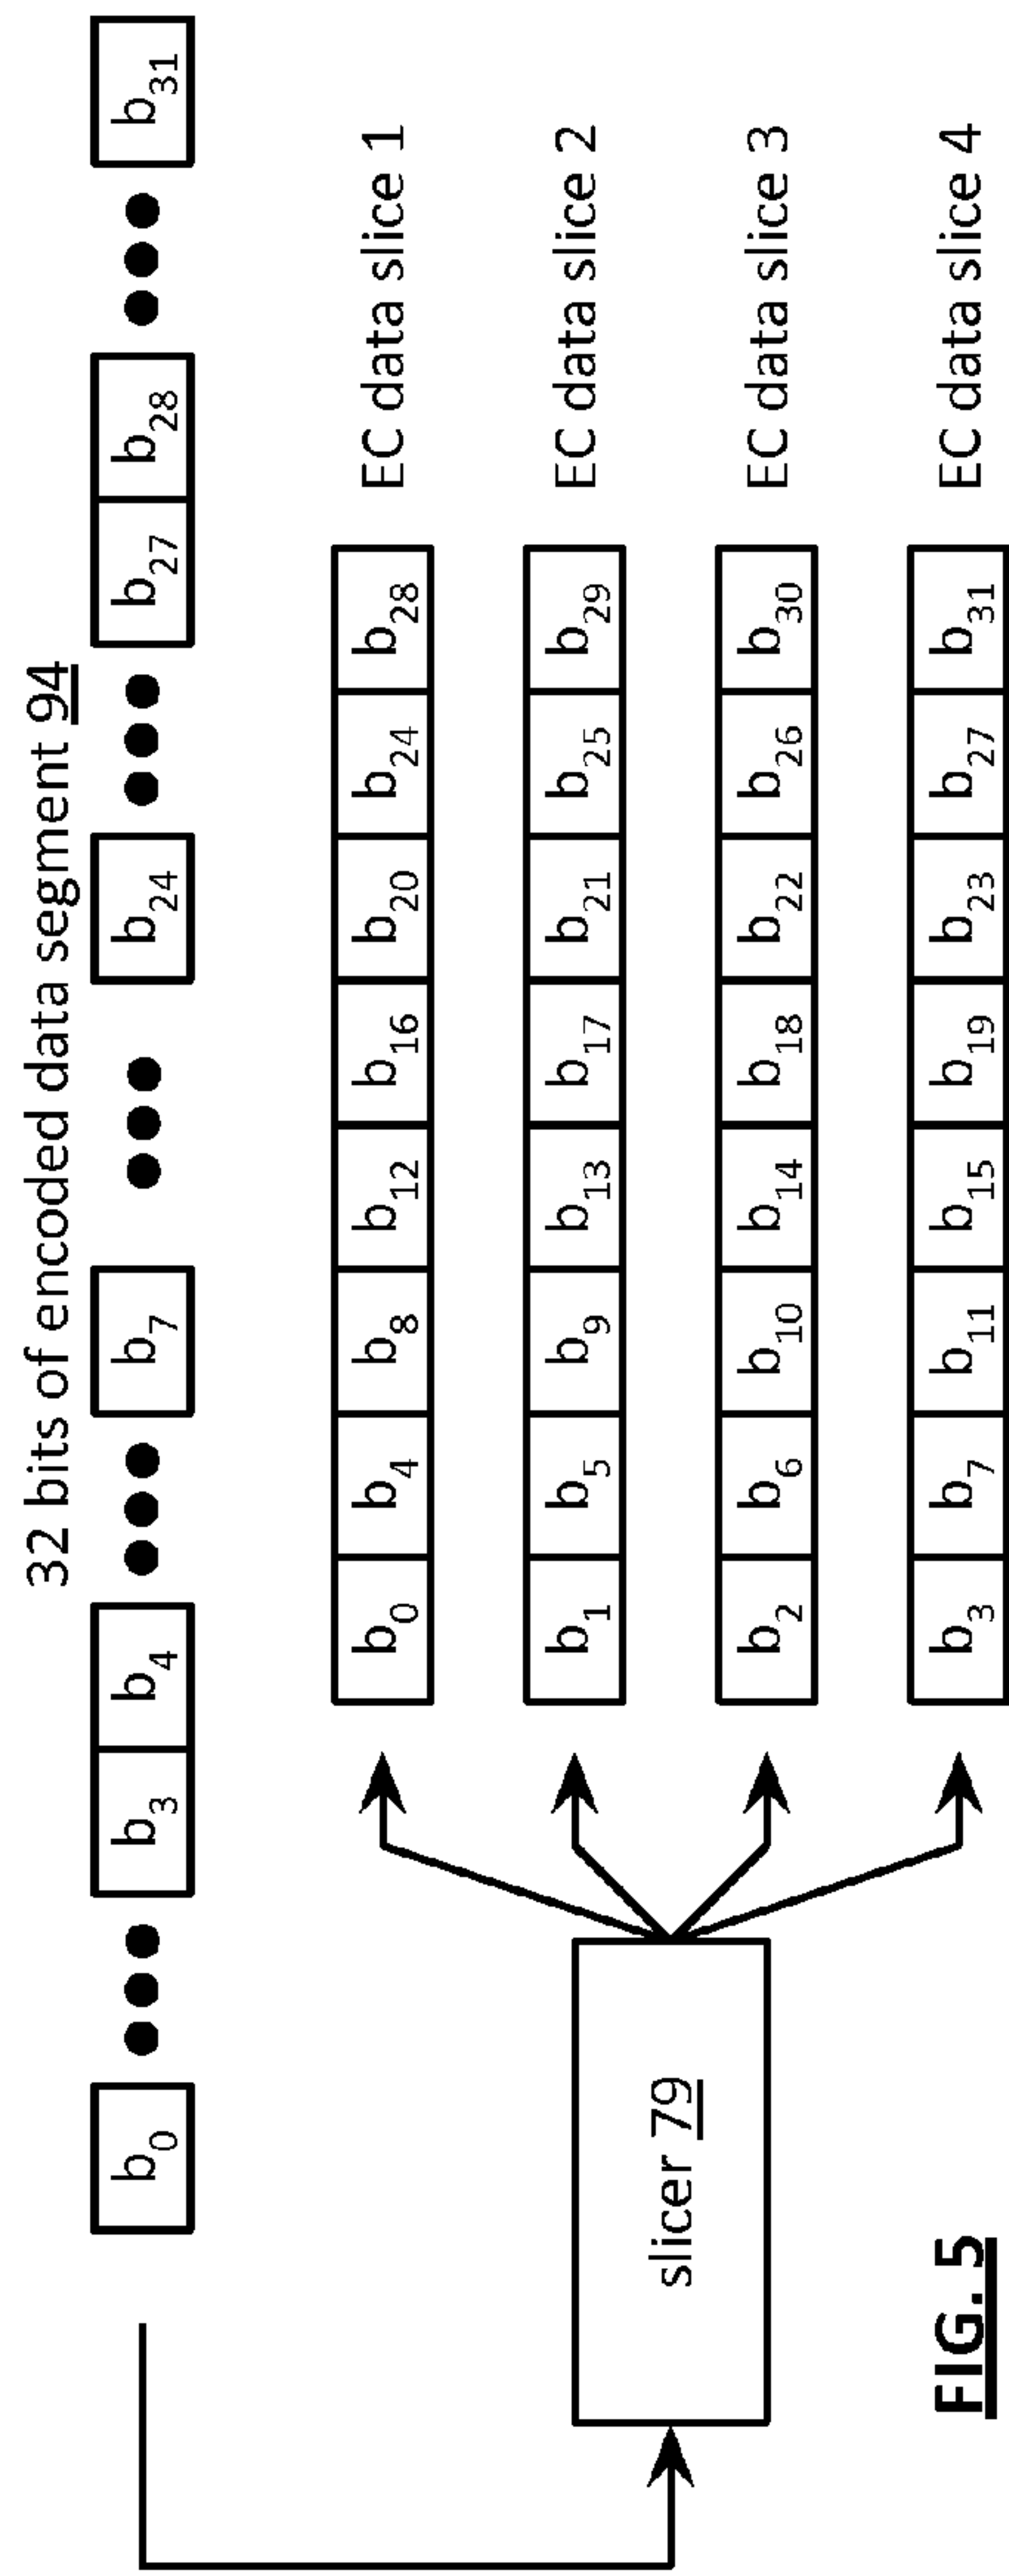 32 bits of encoded data segment 94
b0 ••• b3 b4 ••• b7 ••• b24 ••• b27 b28 ••• b31
b0 b4 b8 b12 b16 b20 b24 b28 EC data slice 1
b1 b5 b9 b13 b17 b21 b25 b29 EC data slice 2
slicer 79
b2 b6 b10 b14 b18 b22 b26 b30 EC data slice 3
b3 b7 b11 b15 b19 b23 b27 b31 EC data slice 4
FIG. 5